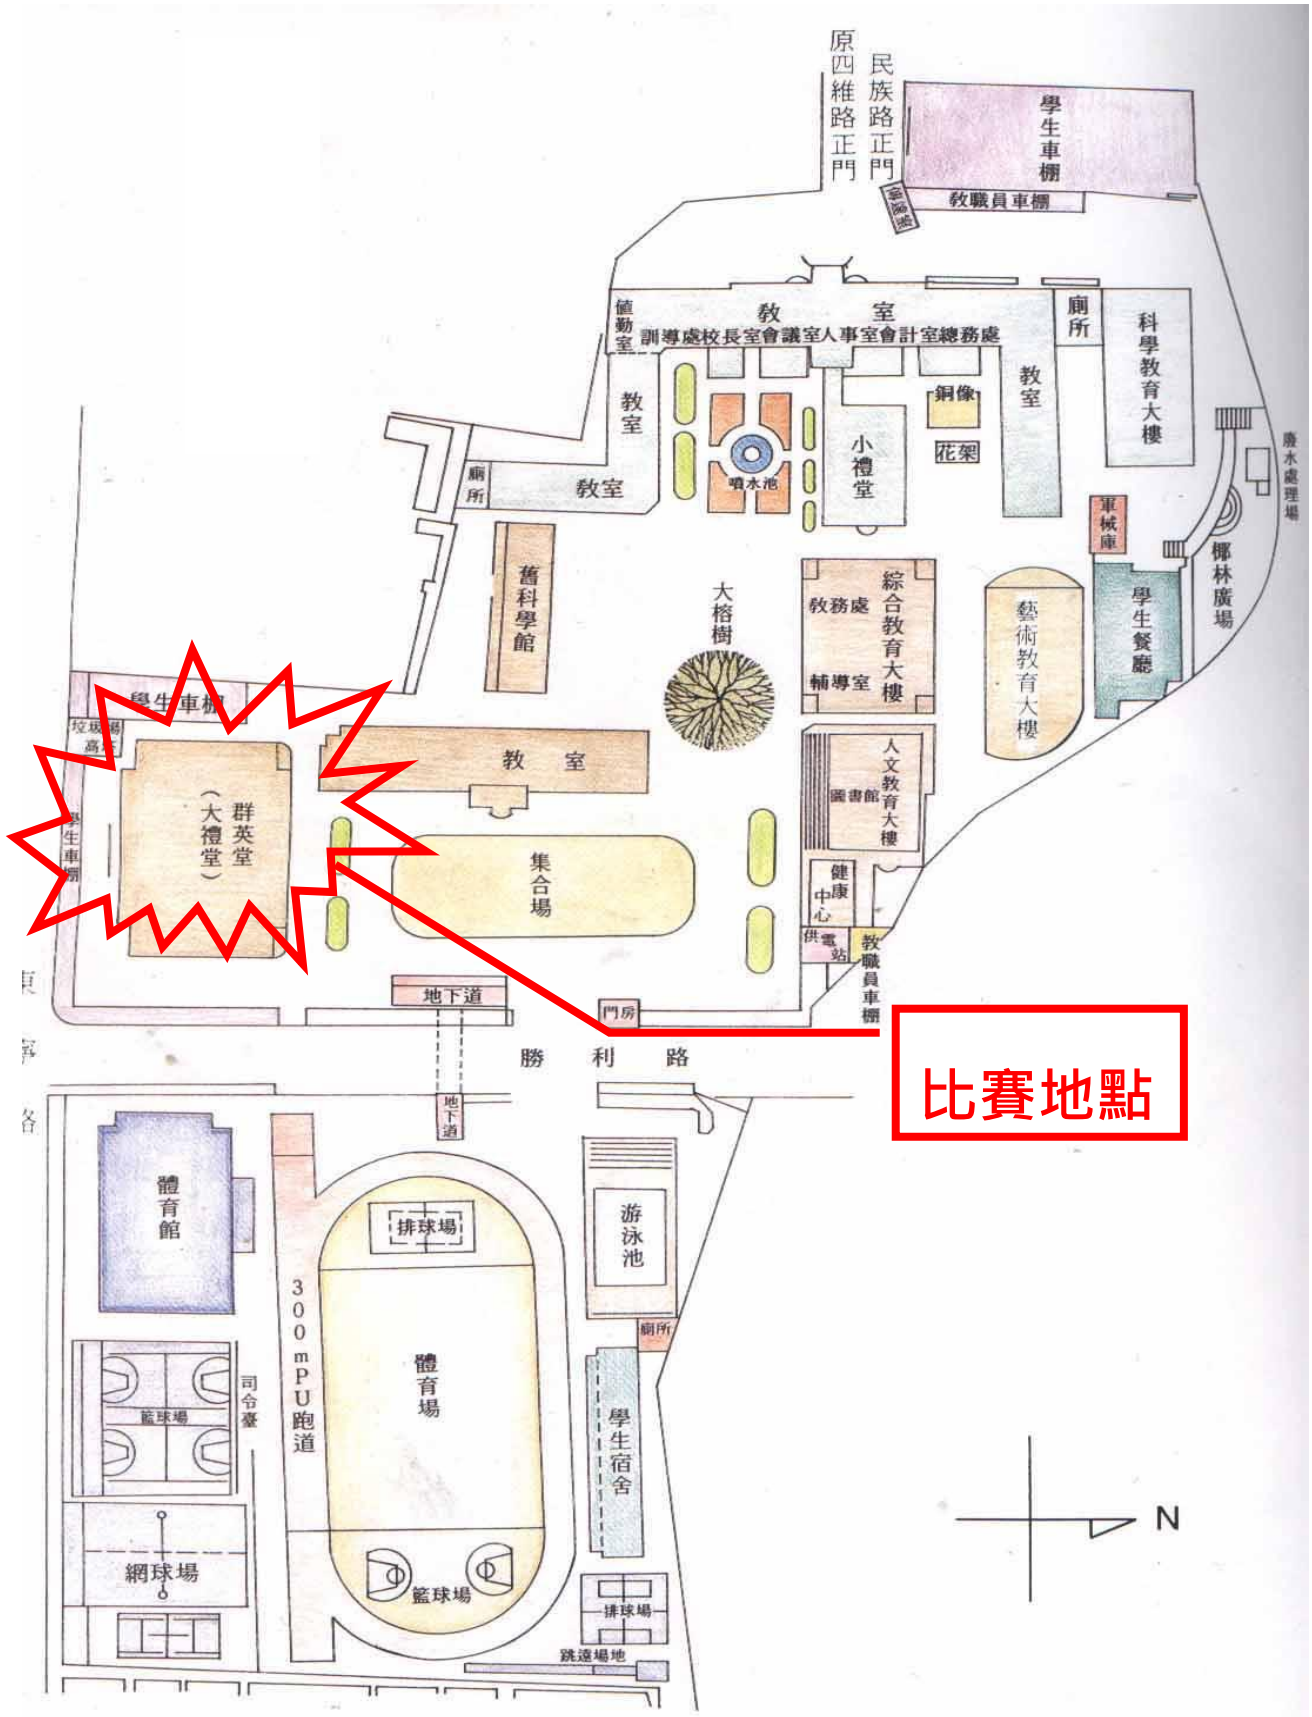 原四維路正門
民族路正門
學生車棚
教職員車棚
值勤室
教室
訓導處校長室會議室人事室會計室總務處
廁所
科學教育大樓
教室
教室
銅像
小禮堂
花架
噴水池
廁所
教室
廢水處理場
軍械庫
椰林廣場
舊科學館
大榕樹
綜合教育大樓
教務處
輔導室
藝術教育大樓
學生餐廳
學生車棚
垃圾場
教室
人文教育大樓
圖書館
群英堂
(大禮堂)
學生車棚
集合場
健康中心
供電站
教職員車棚
地下道
門房
勝利路
東寧路
比賽地點
地下道
體育館
排球場
游泳池
300mPU跑道
廁所
體育場
司令臺
籃球場
學生宿舍
網球場
籃球場
排球場
跳遠場地
N